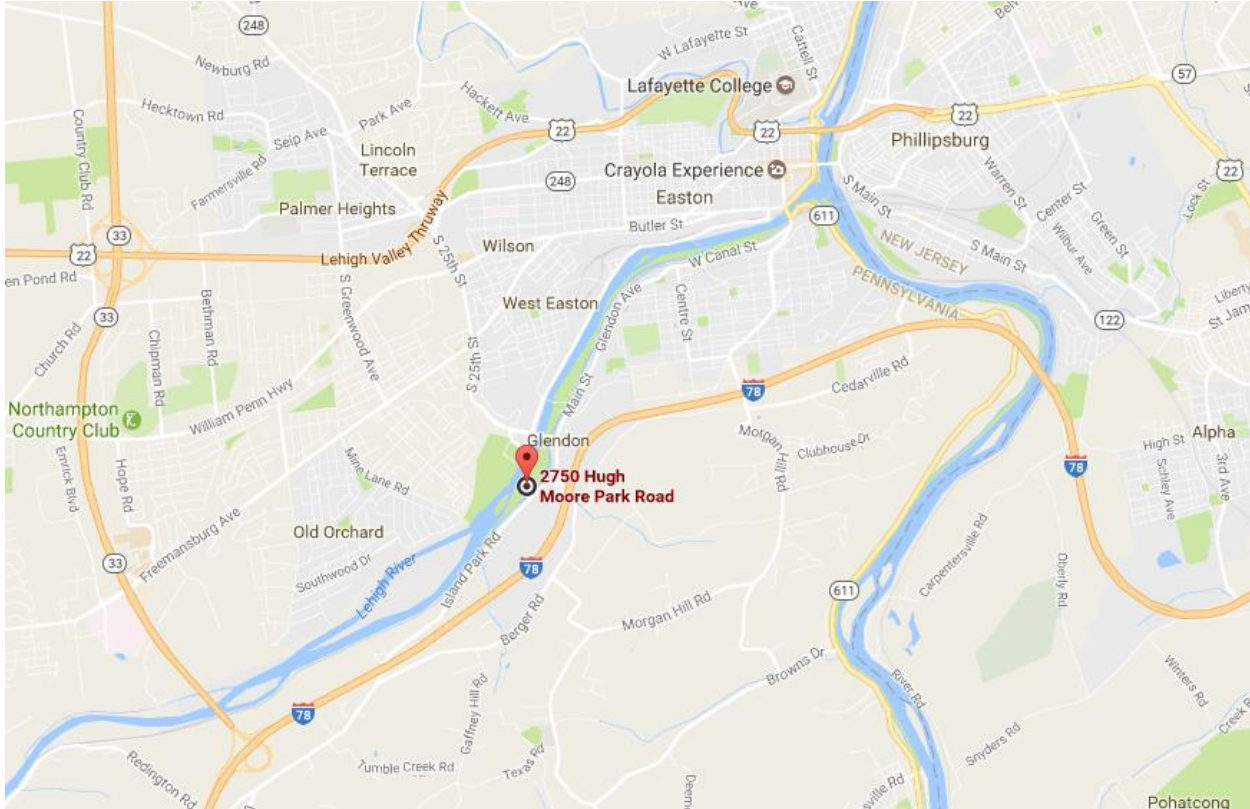 248
W Lafayette St
Cattell St
Newburg Rd
Lafayette College
57
Hecktown Rd
Park Ave
Hackett Ave
Seip Ave
22
22
22
Country Club Rd
Lincoln
Terrace
Phillipsburg
Farmersville Rd
248
Crayola Experience
Easton
Warren St
22
Lock St
Palmer Heights
S Main St
Center St
Green St
611
Butler St
33
22
Lehigh Valley Thruway
Wilson
S Main St
Wilbur Ave
NEW JERSEY
PENNSYLVANIA
W Canal St
en Pond Rd
S 25th St
S Greenwood Ave
Bethman Rd
West Easton
Glendon Ave
Centre St
Liberty
St Jam
122
33
Church Rd
Chipman Rd
S 25th St
Main St
78
Cedarville Rd
William Penn Hwy
Northampton
Country Club
Emrick Blvd
Hope Rd
Glendon
Morgan Hill Rd
Clubhouse Dr
Alpha
High St
Schley Ave
3rd Ave
78
2750 Hugh
Moore Park Road
Mine Lane Rd
Old Orchard
Freemansburg Ave
33
Southwood Dr
Lehigh River
Island Park Rd
78
Berger Rd
Morgan Hill Rd
611
Carpentersville Rd
Oberly Rd
Browns Dr
River Rd
Winters Rd
78
Gaffney Hill Rd
Texas Rd
Tumble Creek Rd
Redington Rd
Snyders Rd
Creek R
Deem
sville Rd
Pohatcong